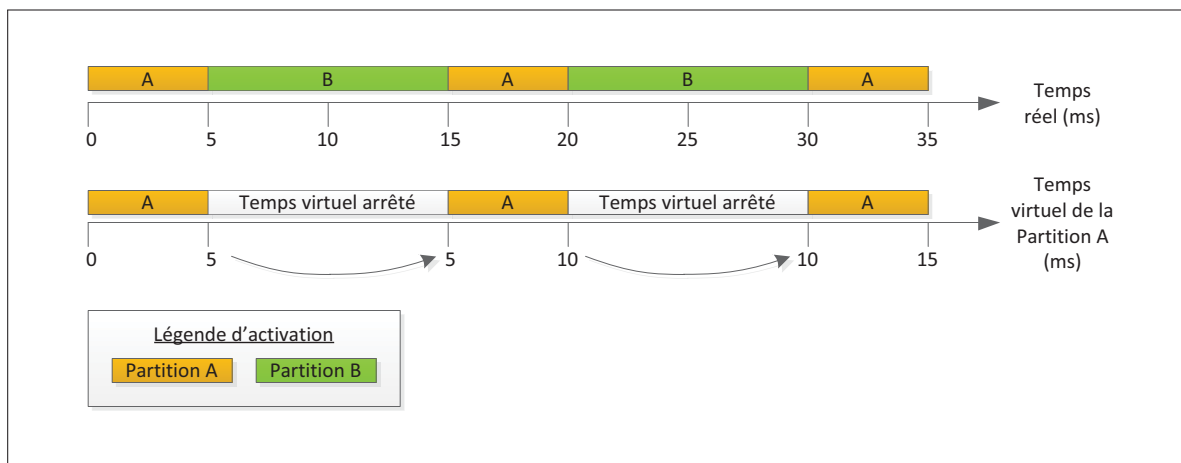 A B A B A
0 5 10 15 20 25 30 35
Temps
réel (ms)
A Temps virtuel arrêté A Temps virtuel arrêté A
0 5 5 10 10 15
Temps
virtuel de la
Partition A
(ms)
Légende d’activation
Partition A Partition B